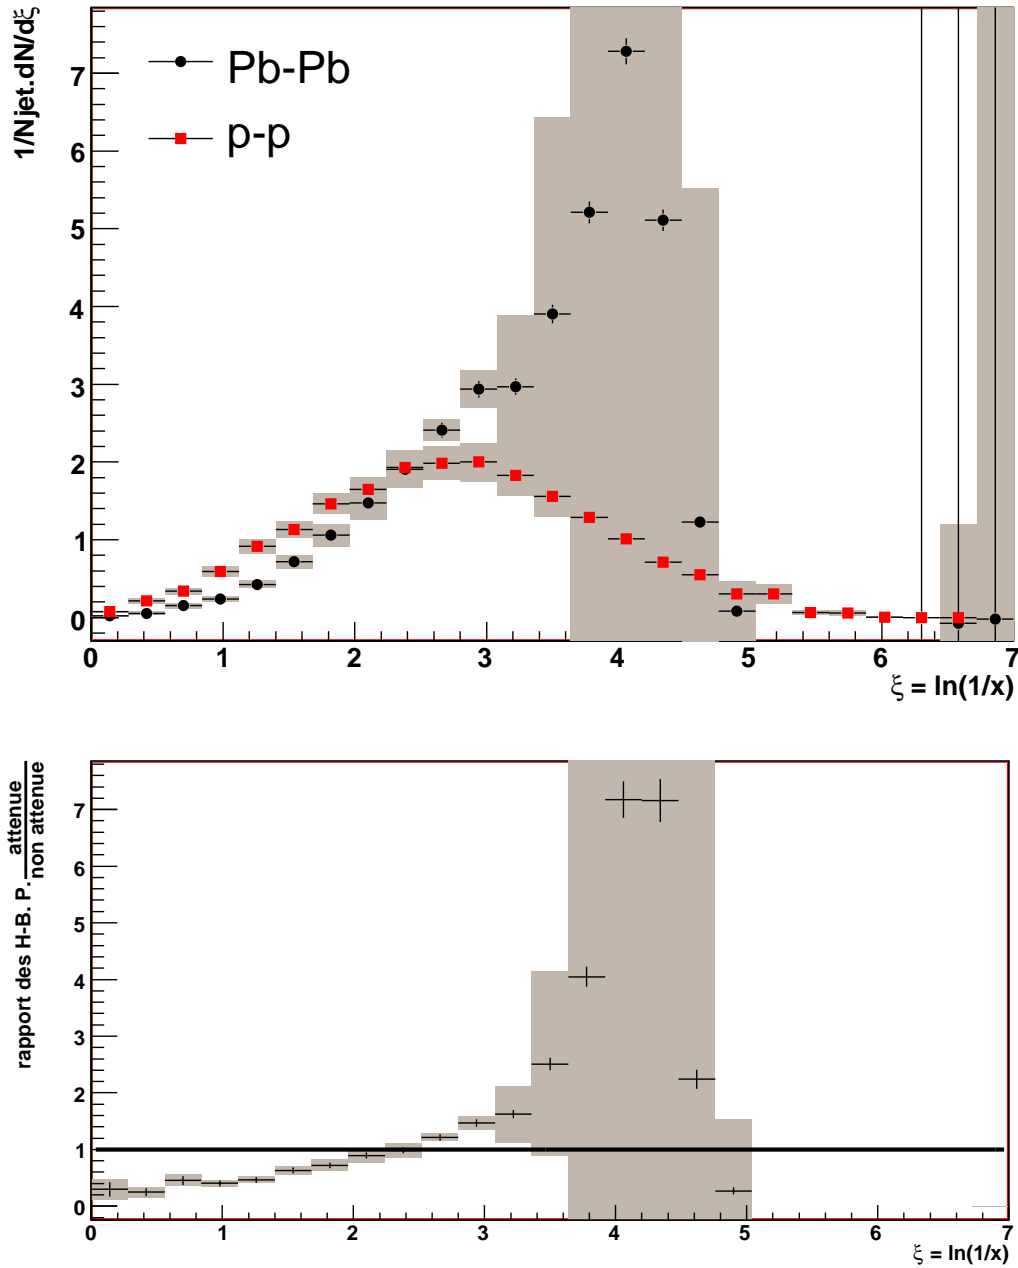 1/Njet.dN/dξ
7
6
5
4
3
2
1
0
Pb-Pb
p-p
0 1 2 3 4 5 6 7
ξ = ln(1/x)
rapport des H-B. P. attenue
non attenue
7
6
5
4
3
2
1
0
0 1 2 3 4 5 6 7
ξ = ln(1/x)